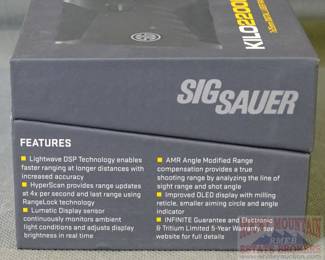 KILO2200
SIG SAUER
FEATURES
Lightwave DSP Technology enables
faster ranging at longer distances with
increased accuracy
HyperScan provides range updates
at 4x per second and last range using
RangeLock technology
Lumatic Display sensor
continuously monitors ambient
light conditions and adjusts display
brightness in real time
AMR Angle Modified Range
compensation provides a true
shooting range by analyzing the line of
sight range and shot angle
Improved OLED display with milling
reticle, smaller aiming circle and angle
indicator
INFINITE Guarantee and Electronic
& Tritium Limited 5-Year Warranty, see
website for full details
MOUNTAIN